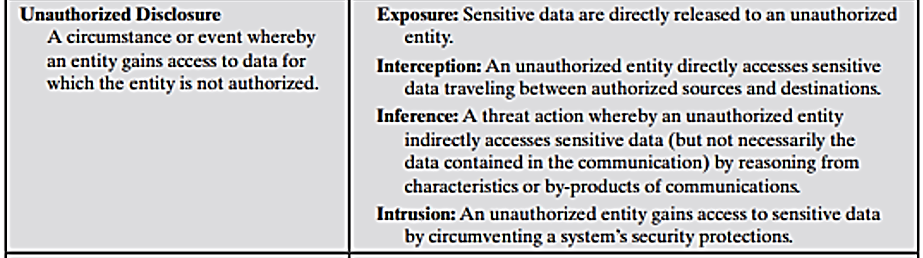 Unauthorized Disclosure
A circumstance or event whereby
an entity gains access to data for
which the entity is not authorized.
Exposure: Sensitive data are directly released to an unauthorized
entity.
Interception: An unauthorized entity directly accesses sensitive
data traveling between authorized sources and destinations.
Inference: A threat action whereby an unauthorized entity
indirectly accesses sensitive data (but not necessarily the
data contained in the communication) by reasoning from
characteristics or by-products of communications.
Intrusion: An unauthorized entity gains access to sensitive data
by circumventing a system's security protections.